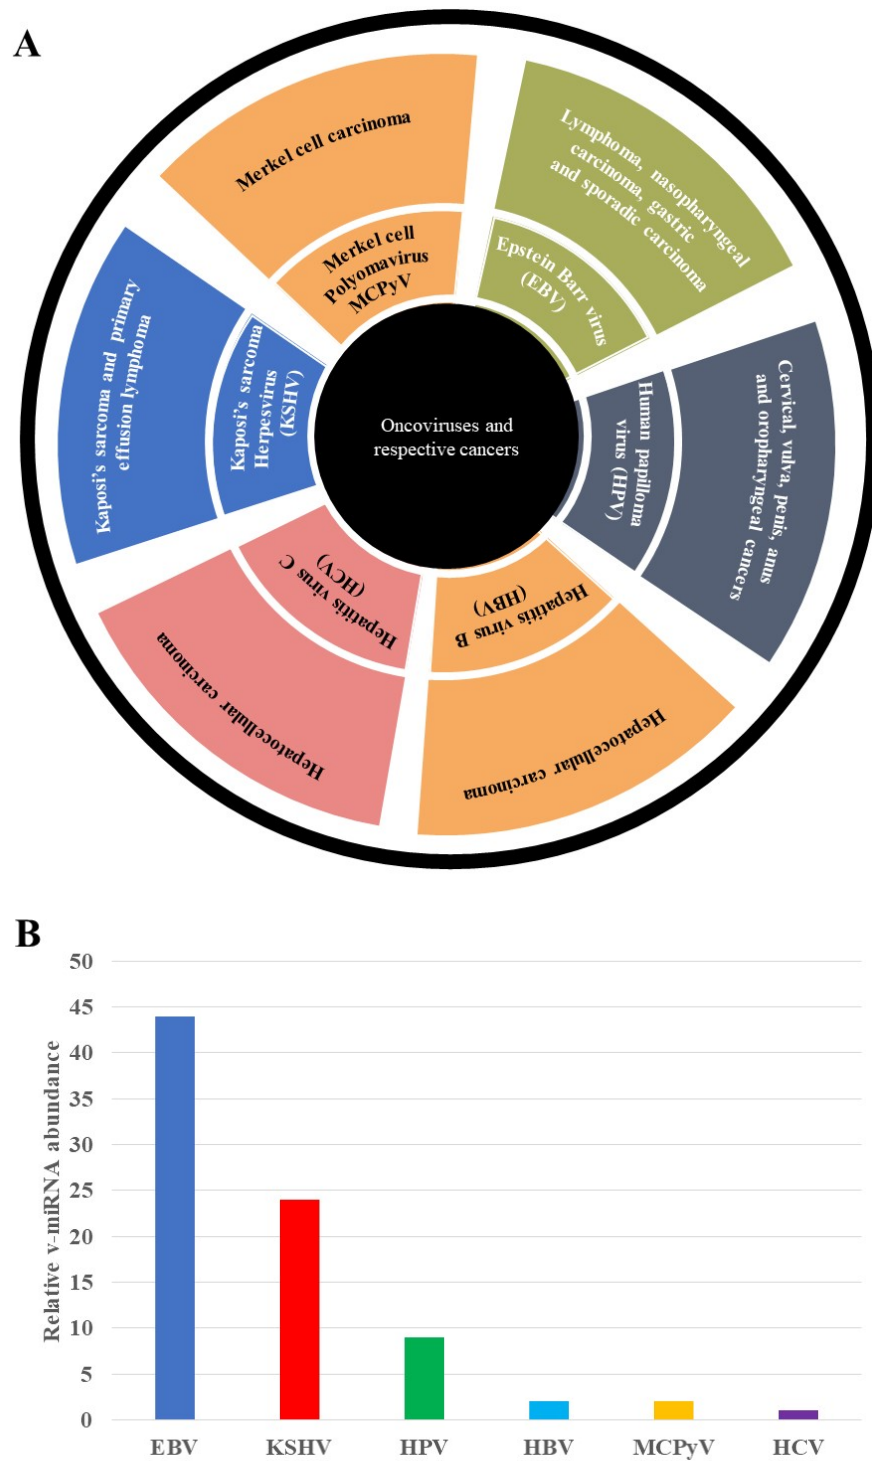 A
Merkel cell carcinoma
Merkel cell
Polyomavirus
MCPyV
Lymphoma, nasopharyngeal
carcinoma, gastric
and sporadic carcinoma
Epstein Barr virus
(EBV)
Cervical, vulva, penis, anus
and oropharyngeal cancers
Human papilloma
virus (HPV)
Hepatitis virus B
(HBV)
Hepatocellular carcinoma
Hepatitis virus C
(HCV)
Hepatocellular carcinoma
Kaposi's sarcoma and primary
effusion lymphoma
Kaposi's sarcoma
Herpesvirus
(KSHV)
Oncoviruses and
respective cancers
B
Relative v-miRNA abundance
50
45
40
35
30
25
20
15
10
5
0
EBV KSHV HPV HBV MCPyV HCV